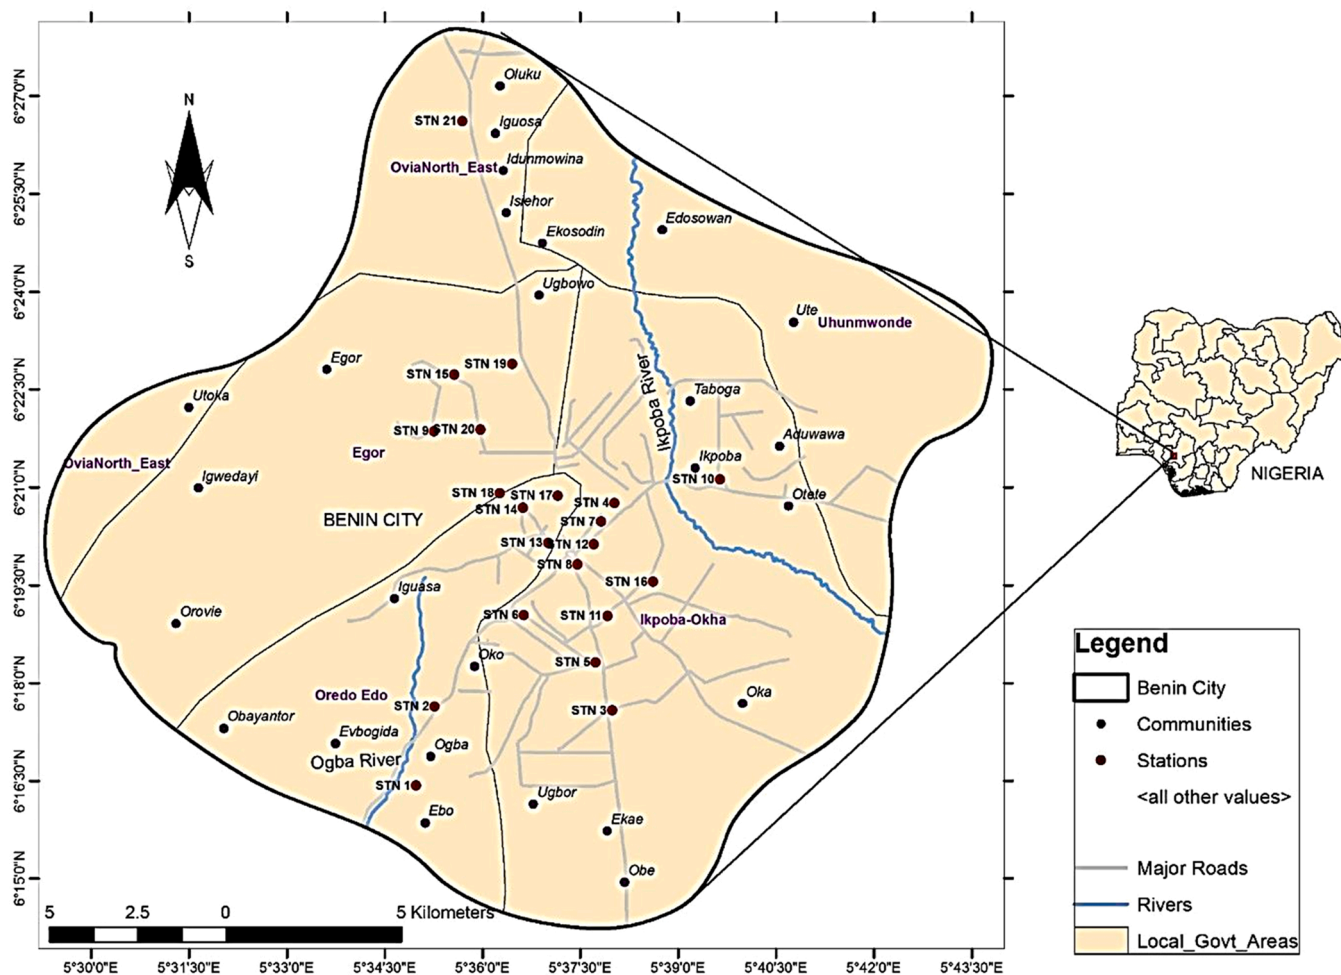 N
S
Oluku
STN 21
Iguosa
Idunmowina
OviaNorth_East
Isiehor
Edosowan
Ekosodin
Ugbowo
Ute
Uhunmwonde
Egor
STN 19
STN 15
Ikpoba River
Taboga
Utoka
STN 9
STN 20
Aduwawa
Egor
Ikpoba
OviaNorth_East
Igwedayi
STN 10
STN 18
STN 17
STN 4
Otete
STN 14
BENIN CITY
STN 7
STN 13
STN 12
STN 8
STN 16
Iguasa
Orovie
STN 6
STN 11
Ikpoba-Okha
Oko
STN 5
Oredo Edo
Oka
STN 2
STN 3
Obayantor
Evbogida
Ogba
Ogba River
STN 1
Ugbor
Ebo
Ekae
Obe
5 2.5 0 5 Kilometers
6°27'0"N
6°25'30"N
6°24'0"N
6°22'30"N
6°21'0"N
6°19'30"N
6°18'0"N
6°16'30"N
6°15'0"N
5°30'0"E 5°31'30"E 5°33'0"E 5°34'30"E 5°36'0"E 5°37'30"E 5°39'0"E 5°40'30"E 5°42'0"E 5°43'30"E
NIGERIA
Legend
Benin City
Communities
Stations
<all other values>
Major Roads
Rivers
Local_Govt_Areas